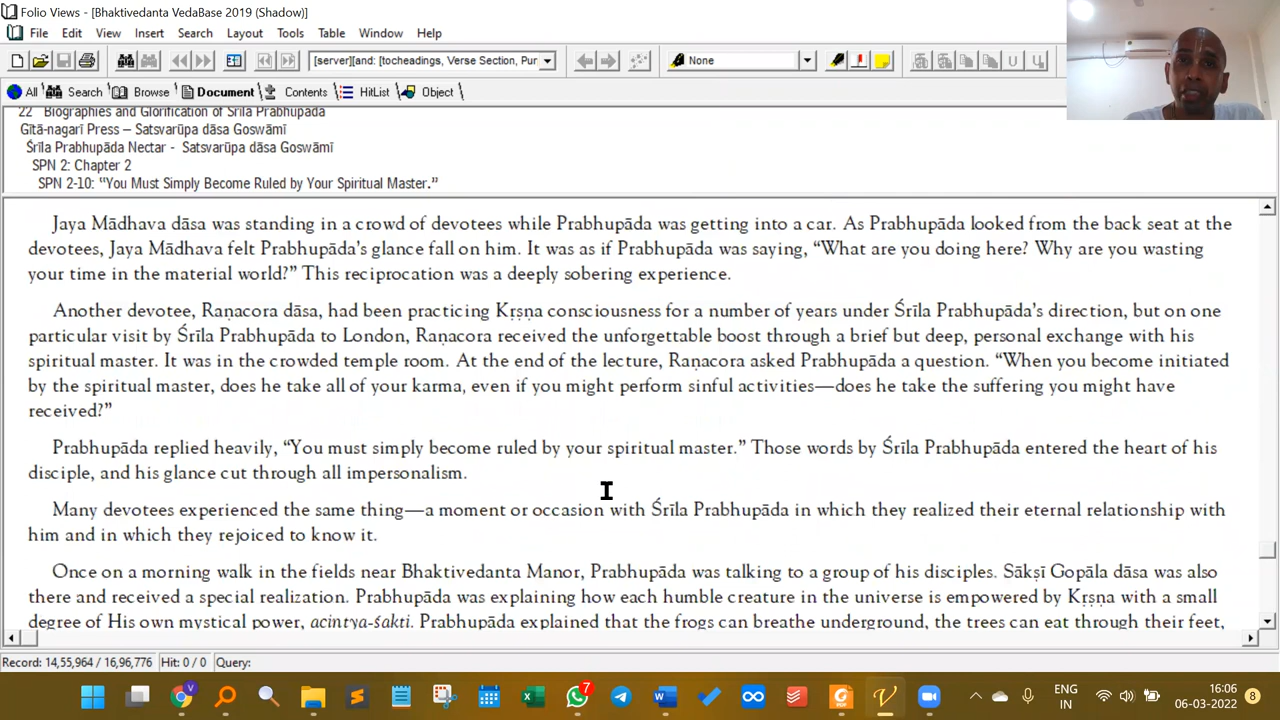 Folio Views - [Bhaktivedanta VedaBase 2019 (Shadow)]
File Edit View Insert Search Layout Tools Table Window Help
[server][and: [tocheadings, Verse Section, Pur None
All Search Browse Document Contents HitList Object
22 Biographies and Glorification of Śrīla Prabhupāda
Gītā-nagarī Press – Satsvarūpa dāsa Goswāmī
Śrīla Prabhupāda Nectar - Satsvarūpa dāsa Goswāmī
SPN 2: Chapter 2
SPN 2-10: “You Must Simply Become Ruled by Your Spiritual Master.”
Jaya Mādhava dāsa was standing in a crowd of devotees while Prabhupāda was getting into a car. As Prabhupāda looked from the back seat at the
devotees, Jaya Mādhava felt Prabhupāda’s glance fall on him. It was as if Prabhupāda was saying, “What are you doing here? Why are you wasting
your time in the material world?” This reciprocation was a deeply sobering experience.
Another devotee, Raṇacora dāsa, had been practicing Kṛṣṇa consciousness for a number of years under Śrīla Prabhupāda’s direction, but on one
particular visit by Śrīla Prabhupāda to London, Raṇacora received the unforgettable boost through a brief but deep, personal exchange with his
spiritual master. It was in the crowded temple room. At the end of the lecture, Raṇacora asked Prabhupāda a question. “When you become initiated
by the spiritual master, does he take all of your karma, even if you might perform sinful activities—does he take the suffering you might have
received?”
Prabhupāda replied heavily, “You must simply become ruled by your spiritual master.” Those words by Śrīla Prabhupāda entered the heart of his
disciple, and his glance cut through all impersonalism.
Many devotees experienced the same thing—a moment or occasion with Śrīla Prabhupāda in which they realized their eternal relationship with
him and in which they rejoiced to know it.
Once on a morning walk in the fields near Bhaktivedanta Manor, Prabhupāda was talking to a group of his disciples. Sākṣī Gopāla dāsa was also
there and received a special realization. Prabhupāda was explaining how each humble creature in the universe is empowered by Kṛṣṇa with a small
degree of His own mystical power, acintya-śakti. Prabhupāda explained that the frogs can breathe underground, the trees can eat through their feet,
Record: 14,55,964 / 16,96,776 Hit: 0 / 0 Query:
7
ENG
IN
16:06
06-03-2022
8